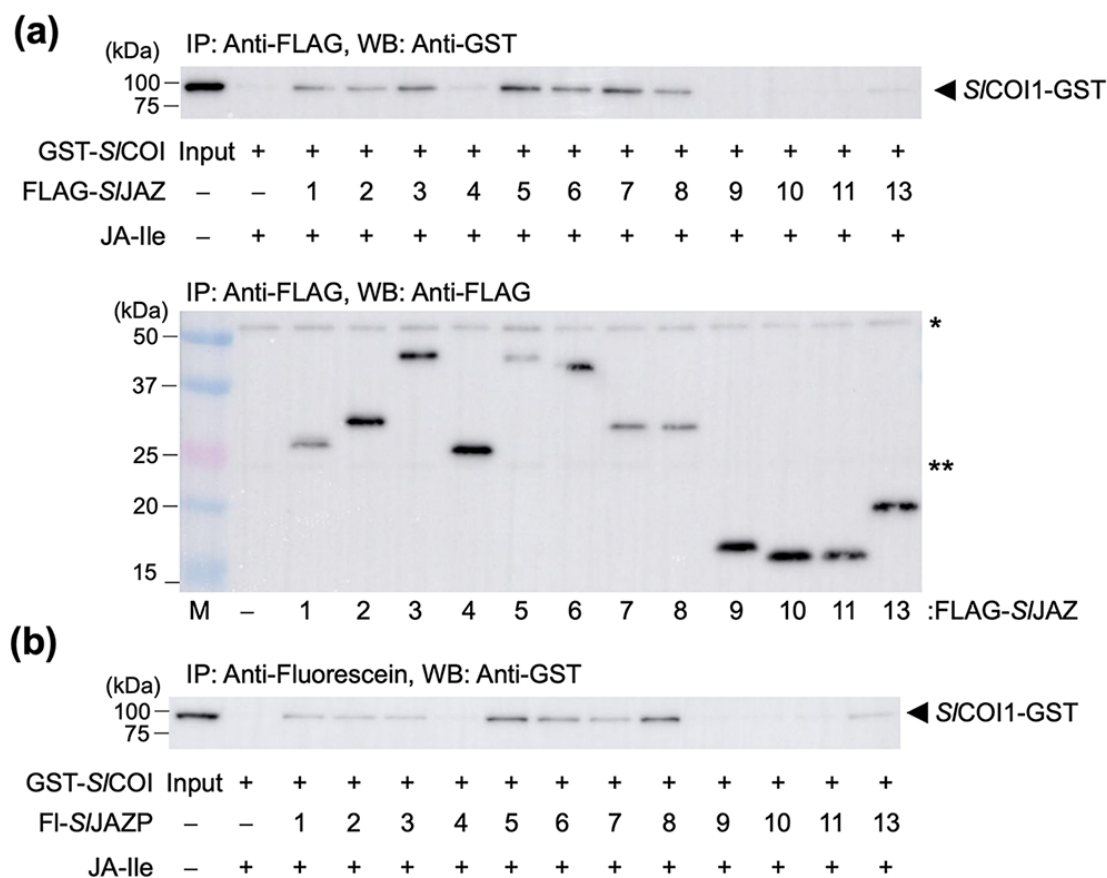 (a)
IP: Anti-FLAG, WB: Anti-GST
(kDa)
100
75
SlCOI1-GST
GST-SlCOI Input + + + + + + + + + + + + +
FLAG-SlJAZ – – 1 2 3 4 5 6 7 8 9 10 11 13
JA-Ile – + + + + + + + + + + + + +
IP: Anti-FLAG, WB: Anti-FLAG
(kDa)
50
*
37
25
**
20
15
M – 1 2 3 4 5 6 7 8 9 10 11 13 :FLAG-SlJAZ
(b)
IP: Anti-Fluorescein, WB: Anti-GST
(kDa)
100
75
SlCOI1-GST
GST-SlCOI Input + + + + + + + + + + + + +
Fl-SlJAZP – – 1 2 3 4 5 6 7 8 9 10 11 13
JA-Ile – + + + + + + + + + + + + +